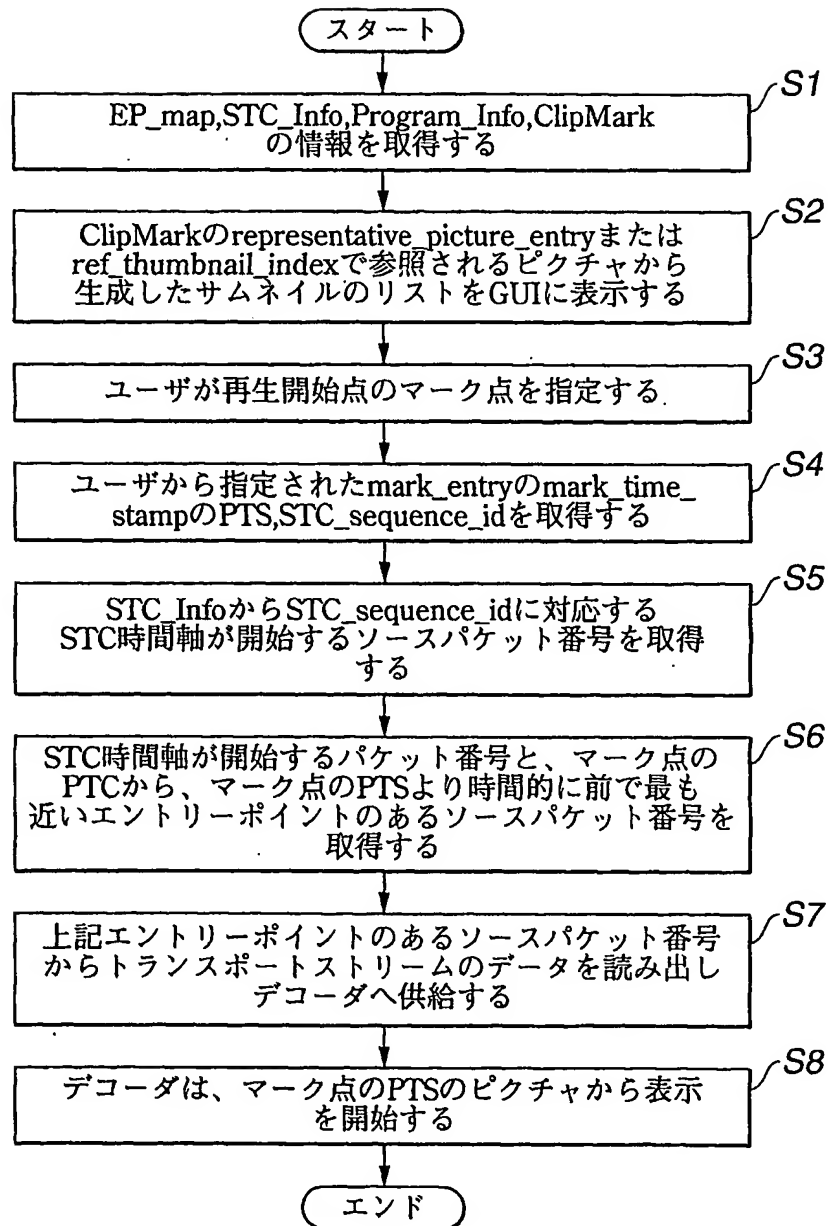 スタート
S1
EP_map,STC_Info,Program_Info,ClipMark
の情報を取得する
S2
ClipMarkのrepresentative_picture_entryまたは
ref_thumbnail_indexで参照されるピクチャから
生成したサムネイルのリストをGUIに表示する
S3
ユーザが再生開始点のマーク点を指定する
S4
ユーザから指定されたmark_entryのmark_time_
stampのPTS,STC_sequence_idを取得する
S5
STC_InfoからSTC_sequence_idに対応する
STC時間軸が開始するソースパケット番号を取得
する
S6
STC時間軸が開始するパケット番号と、マーク点の
PTCから、マーク点のPTSより時間的に前で最も
近いエントリーポイントのあるソースパケット番号を
取得する
S7
上記エントリーポイントのあるソースパケット番号
からトランスポートストリームのデータを読み出し
デコーダへ供給する
S8
デコーダは、マーク点のPTSのピクチャから表示
を開始する
エンド